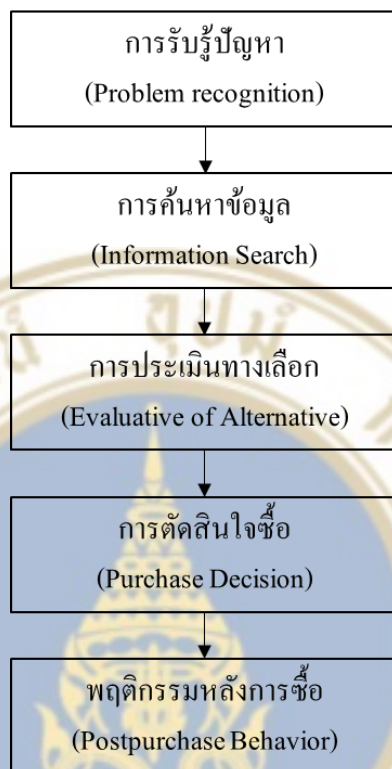 การรับรู้ปัญหา
(Problem recognition)
การค้นหาข้อมูล
(Information Search)
การประเมินทางเลือก
(Evaluative of Alternative)
การตัดสินใจซื้อ
(Purchase Decision)
พฤติกรรมหลังการซื้อ
(Postpurchase Behavior)